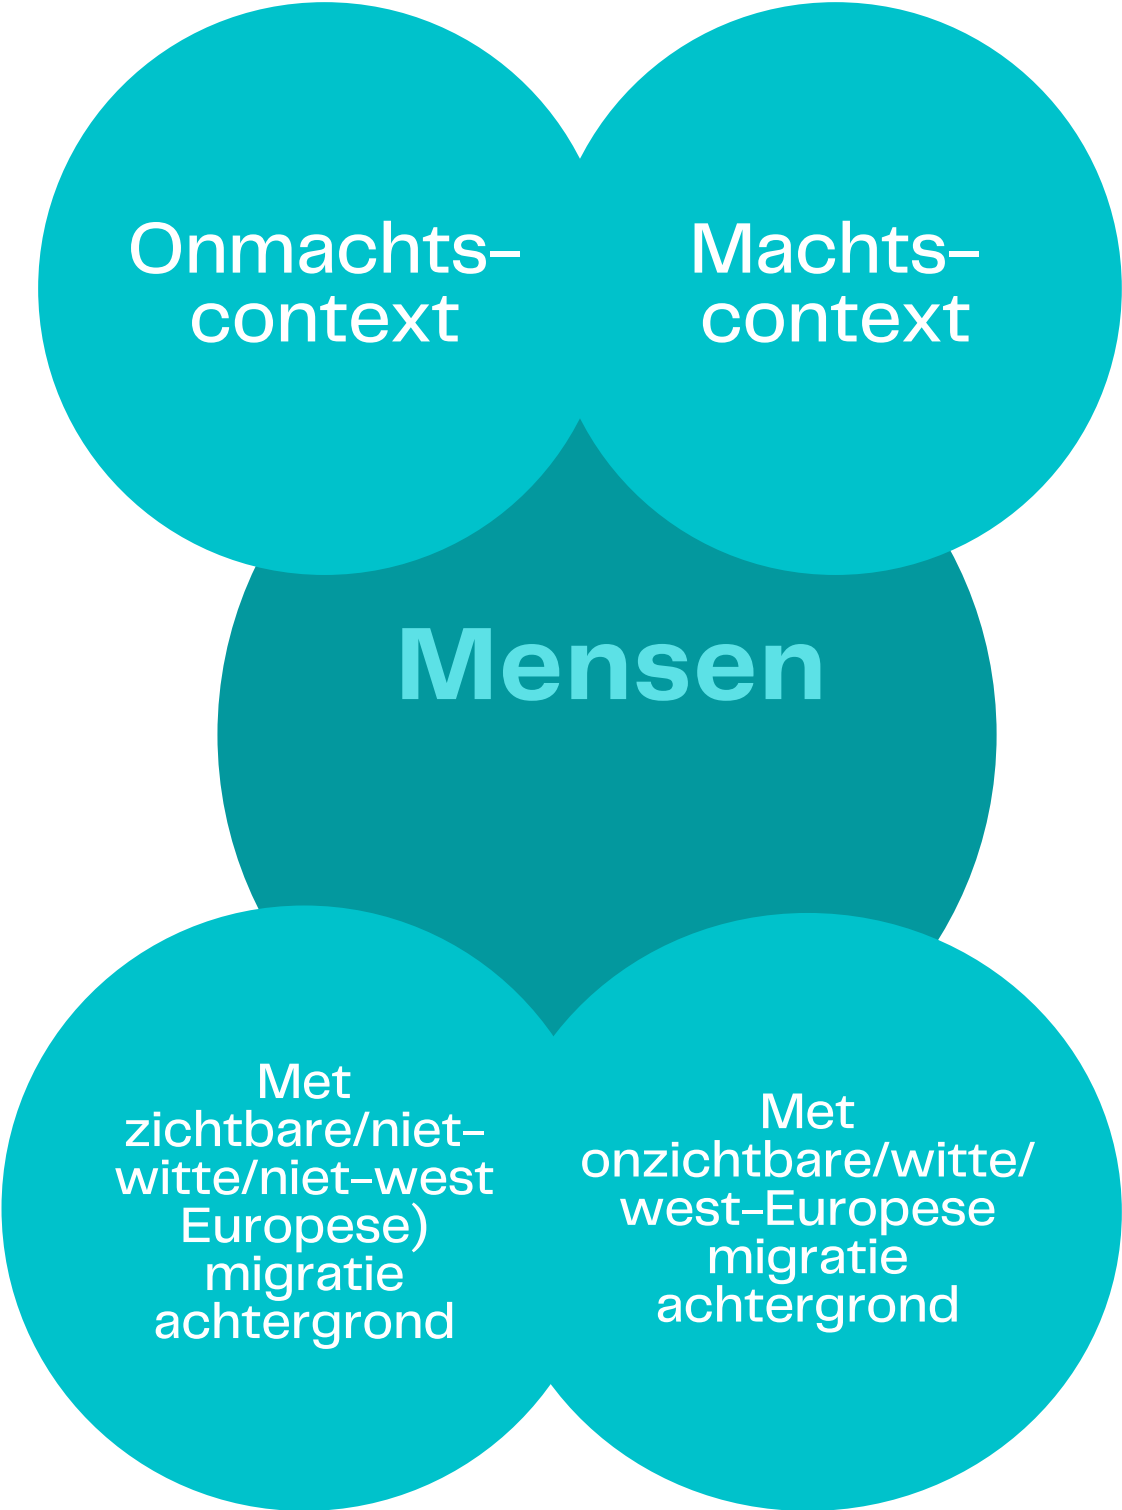 Onmachts-
context
Machts-
context
Mensen
Met
zichtbare/niet-
witte/niet-west
Europese)
migratie
achtergrond
Met
onzichtbare/witte/
west-Europese
migratie
achtergrond